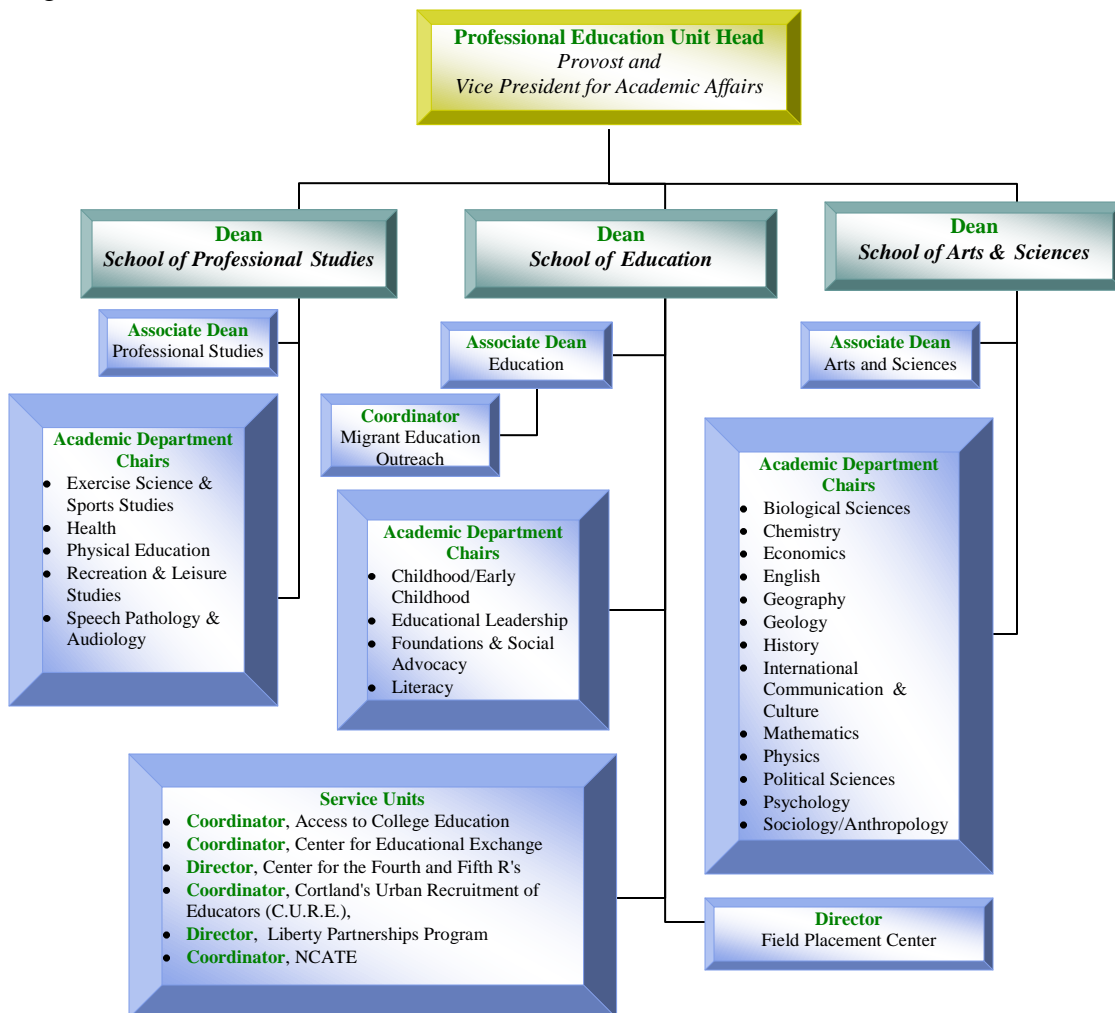 Professional Education Unit Head
Provost and
Vice President for Academic Affairs
Dean
School of Professional Studies
Dean
School of Education
Dean
School of Arts & Sciences
Associate Dean
Professional Studies
Associate Dean
Education
Associate Dean
Arts and Sciences
Coordinator
Migrant Education
Outreach
Academic Department
Chairs
• Exercise Science &
Sports Studies
• Health
• Physical Education
• Recreation & Leisure
Studies
• Speech Pathology &
Audiology
Academic Department
Chairs
• Childhood/Early
Childhood
• Educational Leadership
• Foundations & Social
Advocacy
• Literacy
Academic Department
Chairs
• Biological Sciences
• Chemistry
• Economics
• English
• Geography
• Geology
• History
• International
Communication &
Culture
• Mathematics
• Physics
• Political Sciences
• Psychology
• Sociology/Anthropology
Service Units
• Coordinator, Access to College Education
• Coordinator, Center for Educational Exchange
• Director, Center for the Fourth and Fifth R's
• Coordinator, Cortland's Urban Recruitment of
Educators (C.U.R.E.),
• Director, Liberty Partnerships Program
• Coordinator, NCATE
Director
Field Placement Center